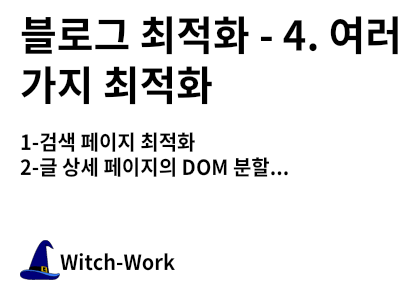 블로그 최적화 - 4. 여러
가지 최적화
1-검색 페이지 최적화
2-글 상세 페이지의 DOM 분할...
Witch-Work